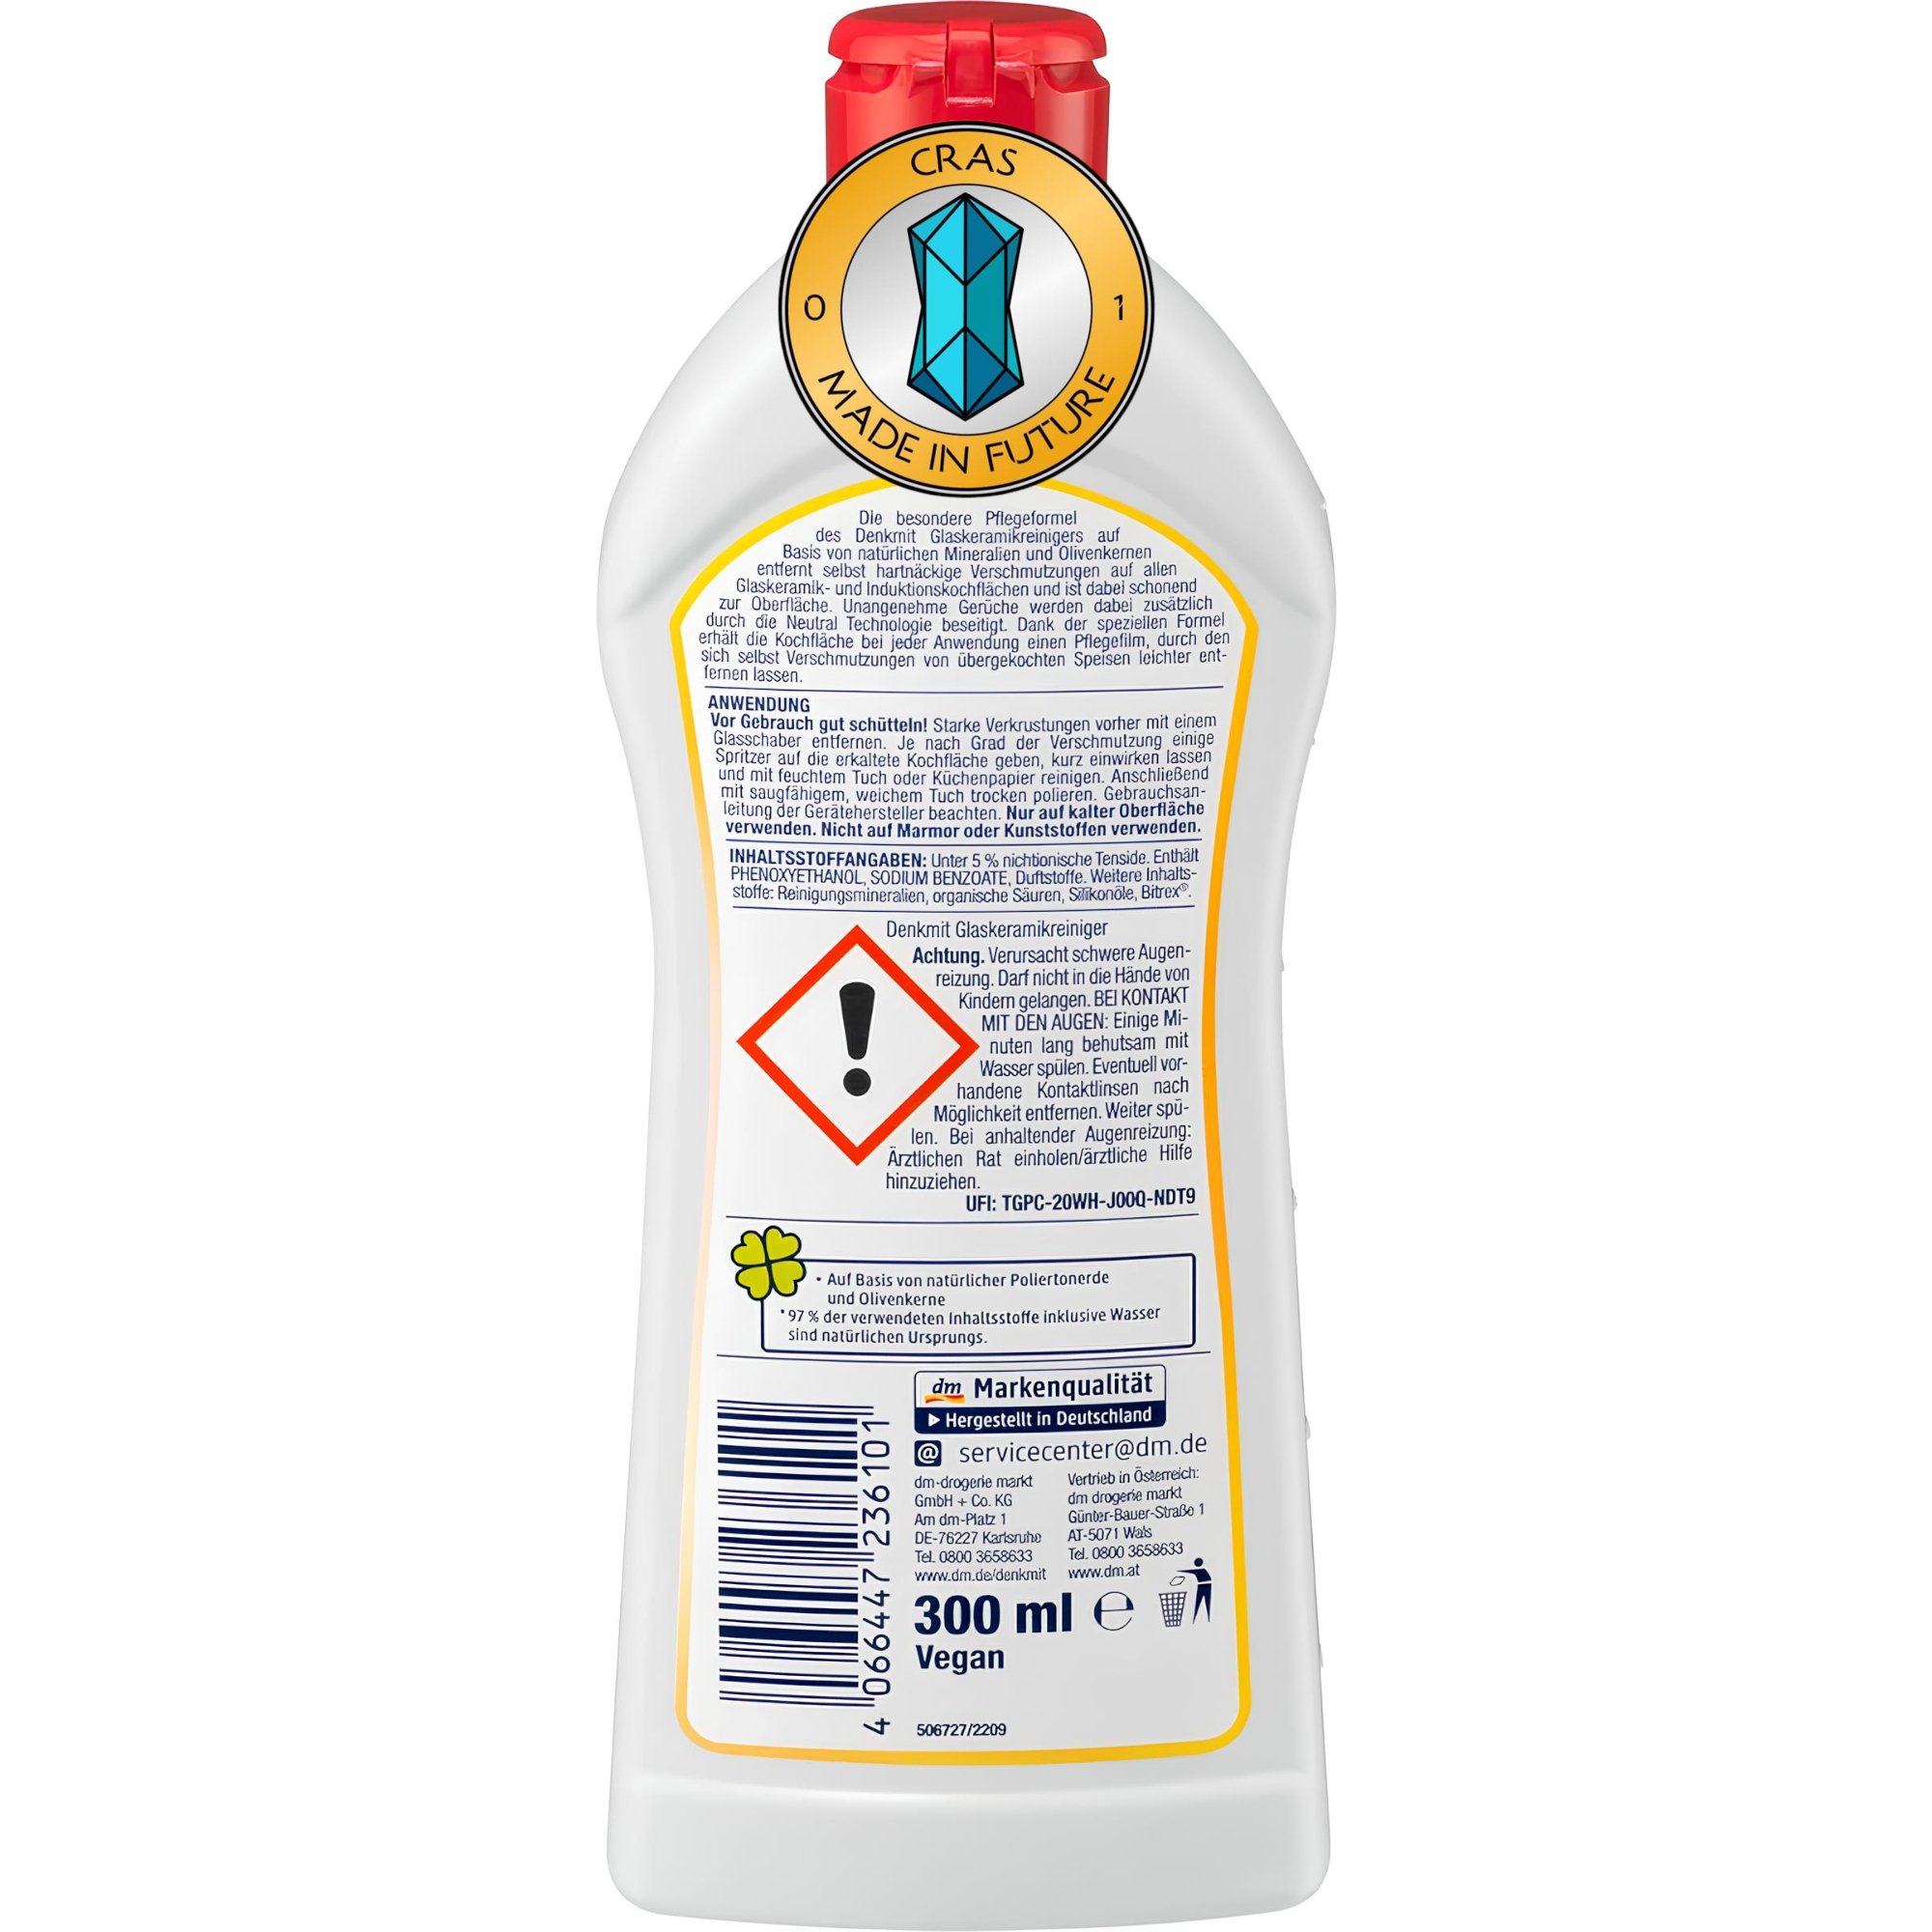 CRAS
0 1
MADE IN FUTURE
Die besondere Pflegeformel
des Denkmit Glaskeramikreinigers auf
Basis von natürlichen Mineralien und Olivenkernen
entfernt selbst hartnäckige Verschmutzungen auf allen
Glaskeramik- und Induktionskochflächen und ist dabei schonend
zur Oberfläche. Unangenehme Gerüche werden dabei zusätzlich
durch die Neutral Technologie beseitigt. Dank der speziellen Formel
erhält die Kochfläche bei jeder Anwendung einen Pflegefilm, durch den
sich selbst Verschmutzungen von übergekochten Speisen leichter ent-
fernen lassen.
ANWENDUNG
Vor Gebrauch gut schütteln! Starke Verkrustungen vorher mit einem
Glasschaber entfernen. Je nach Grad der Verschmutzung einige
Spritzer auf die erkaltete Kochfläche geben, kurz einwirken lassen
und mit feuchtem Tuch oder Küchenpapier reinigen. Anschließend
mit saugfähigem, weichem Tuch trocken polieren. Gebrauchsan-
leitung der Gerätehersteller beachten. Nur auf kalter Oberfläche
verwenden. Nicht auf Marmor oder Kunststoffen verwenden.
INHALTSSTOFFANGABEN: Unter 5 % nichtionische Tenside. Enthält
PHENOXYETHANOL, SODIUM BENZOATE, Duftstoffe. Weitere Inhalts-
stoffe: Reinigungsmineralien, organische Säuren, Silikonöle, Bitrex®.
Denkmit Glaskeramikreiniger
Achtung. Verursacht schwere Augen-
reizung. Darf nicht in die Hände von
Kindern gelangen. BEI KONTAKT
MIT DEN AUGEN: Einige Mi-
nuten lang behutsam mit
Wasser spülen. Eventuell vor-
handene Kontaktlinsen nach
Möglichkeit entfernen. Weiter spü-
len. Bei anhaltender Augenreizung:
Ärztlichen Rat einholen/ärztliche Hilfe
hinzuziehen.
UFI: TGPC-20WH-J00Q-NDT9
• Auf Basis von natürlicher Poliertonerde
und Olivenkerne
* 97 % der verwendeten Inhaltsstoffe inklusive Wasser
sind natürlichen Ursprungs.
dm Markenqualität
Hergestellt in Deutschland
@ servicecenter@dm.de
dm-drogerie markt
GmbH + Co. KG
Am dm-Platz 1
DE-76227 Karlsruhe
Tel. 0800 3658633
www.dm.de/denkmit
Vertrieb in Österreich:
dm drogerie markt
Günter-Bauer-Straße 1
AT-5071 Wals
Tel. 0800 3658633
www.dm.at
300 ml e
Vegan
4 066447 236101
506727/2209